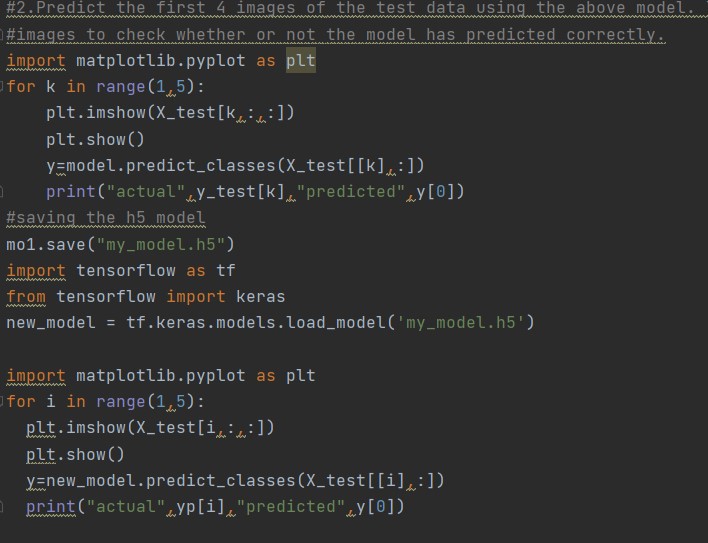 #2.Predict the first 4 images of the test data using the above model.
#images to check whether or not the model has predicted correctly.
import matplotlib.pyplot as plt
for k in range(1,5):
    plt.imshow(X_test[k,:,:,:])
    plt.show()
    y=model.predict_classes(X_test[[k],:])
    print("actual",y_test[k],"predicted",y[0])
#saving the h5 model
mo1.save("my_model.h5")
import tensorflow as tf
from tensorflow import keras
new_model = tf.keras.models.load_model('my_model.h5')

import matplotlib.pyplot as plt
for i in range(1,5):
  plt.imshow(X_test[i,:,:])
  plt.show()
  y=new_model.predict_classes(X_test[[i],:])
  print("actual",yp[i],"predicted",y[0])